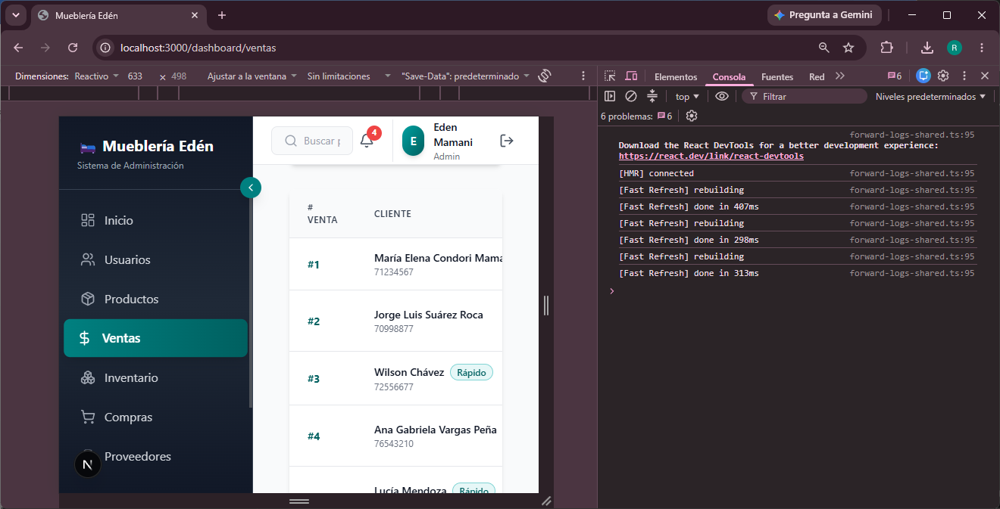 Mueblería Edén
Pregunta a Gemini
localhost:3000/dashboard/ventas
R
Dimensiones: Reactivo 633 x 498 Ajustar a la ventana Sin limitaciones "Save-Data": predeterminado
Elementos Consola Fuentes Red 6
top Filtrar Niveles predeterminados
6 problemas: 6
Mueblería Edén
Sistema de Administración
Inicio
Usuarios
Productos
Ventas
Inventario
Compras
Proveedores
N
Buscar p
4
E
Eden
Mamani
Admin
# VENTA CLIENTE
#1 María Elena Condori Mama
71234567
#2 Jorge Luis Suárez Roca
70998877
#3 Wilson Chávez Rápido
72556677
#4 Ana Gabriela Vargas Peña
76543210
Lucía Mendoza Rápido
forward-logs-shared.ts:95
Download the React DevTools for a better development experience:
https://react.dev/link/react-devtools
[HMR] connected forward-logs-shared.ts:95
[Fast Refresh] rebuilding forward-logs-shared.ts:95
[Fast Refresh] done in 407ms forward-logs-shared.ts:95
[Fast Refresh] rebuilding forward-logs-shared.ts:95
[Fast Refresh] done in 298ms forward-logs-shared.ts:95
[Fast Refresh] rebuilding forward-logs-shared.ts:95
[Fast Refresh] done in 313ms forward-logs-shared.ts:95